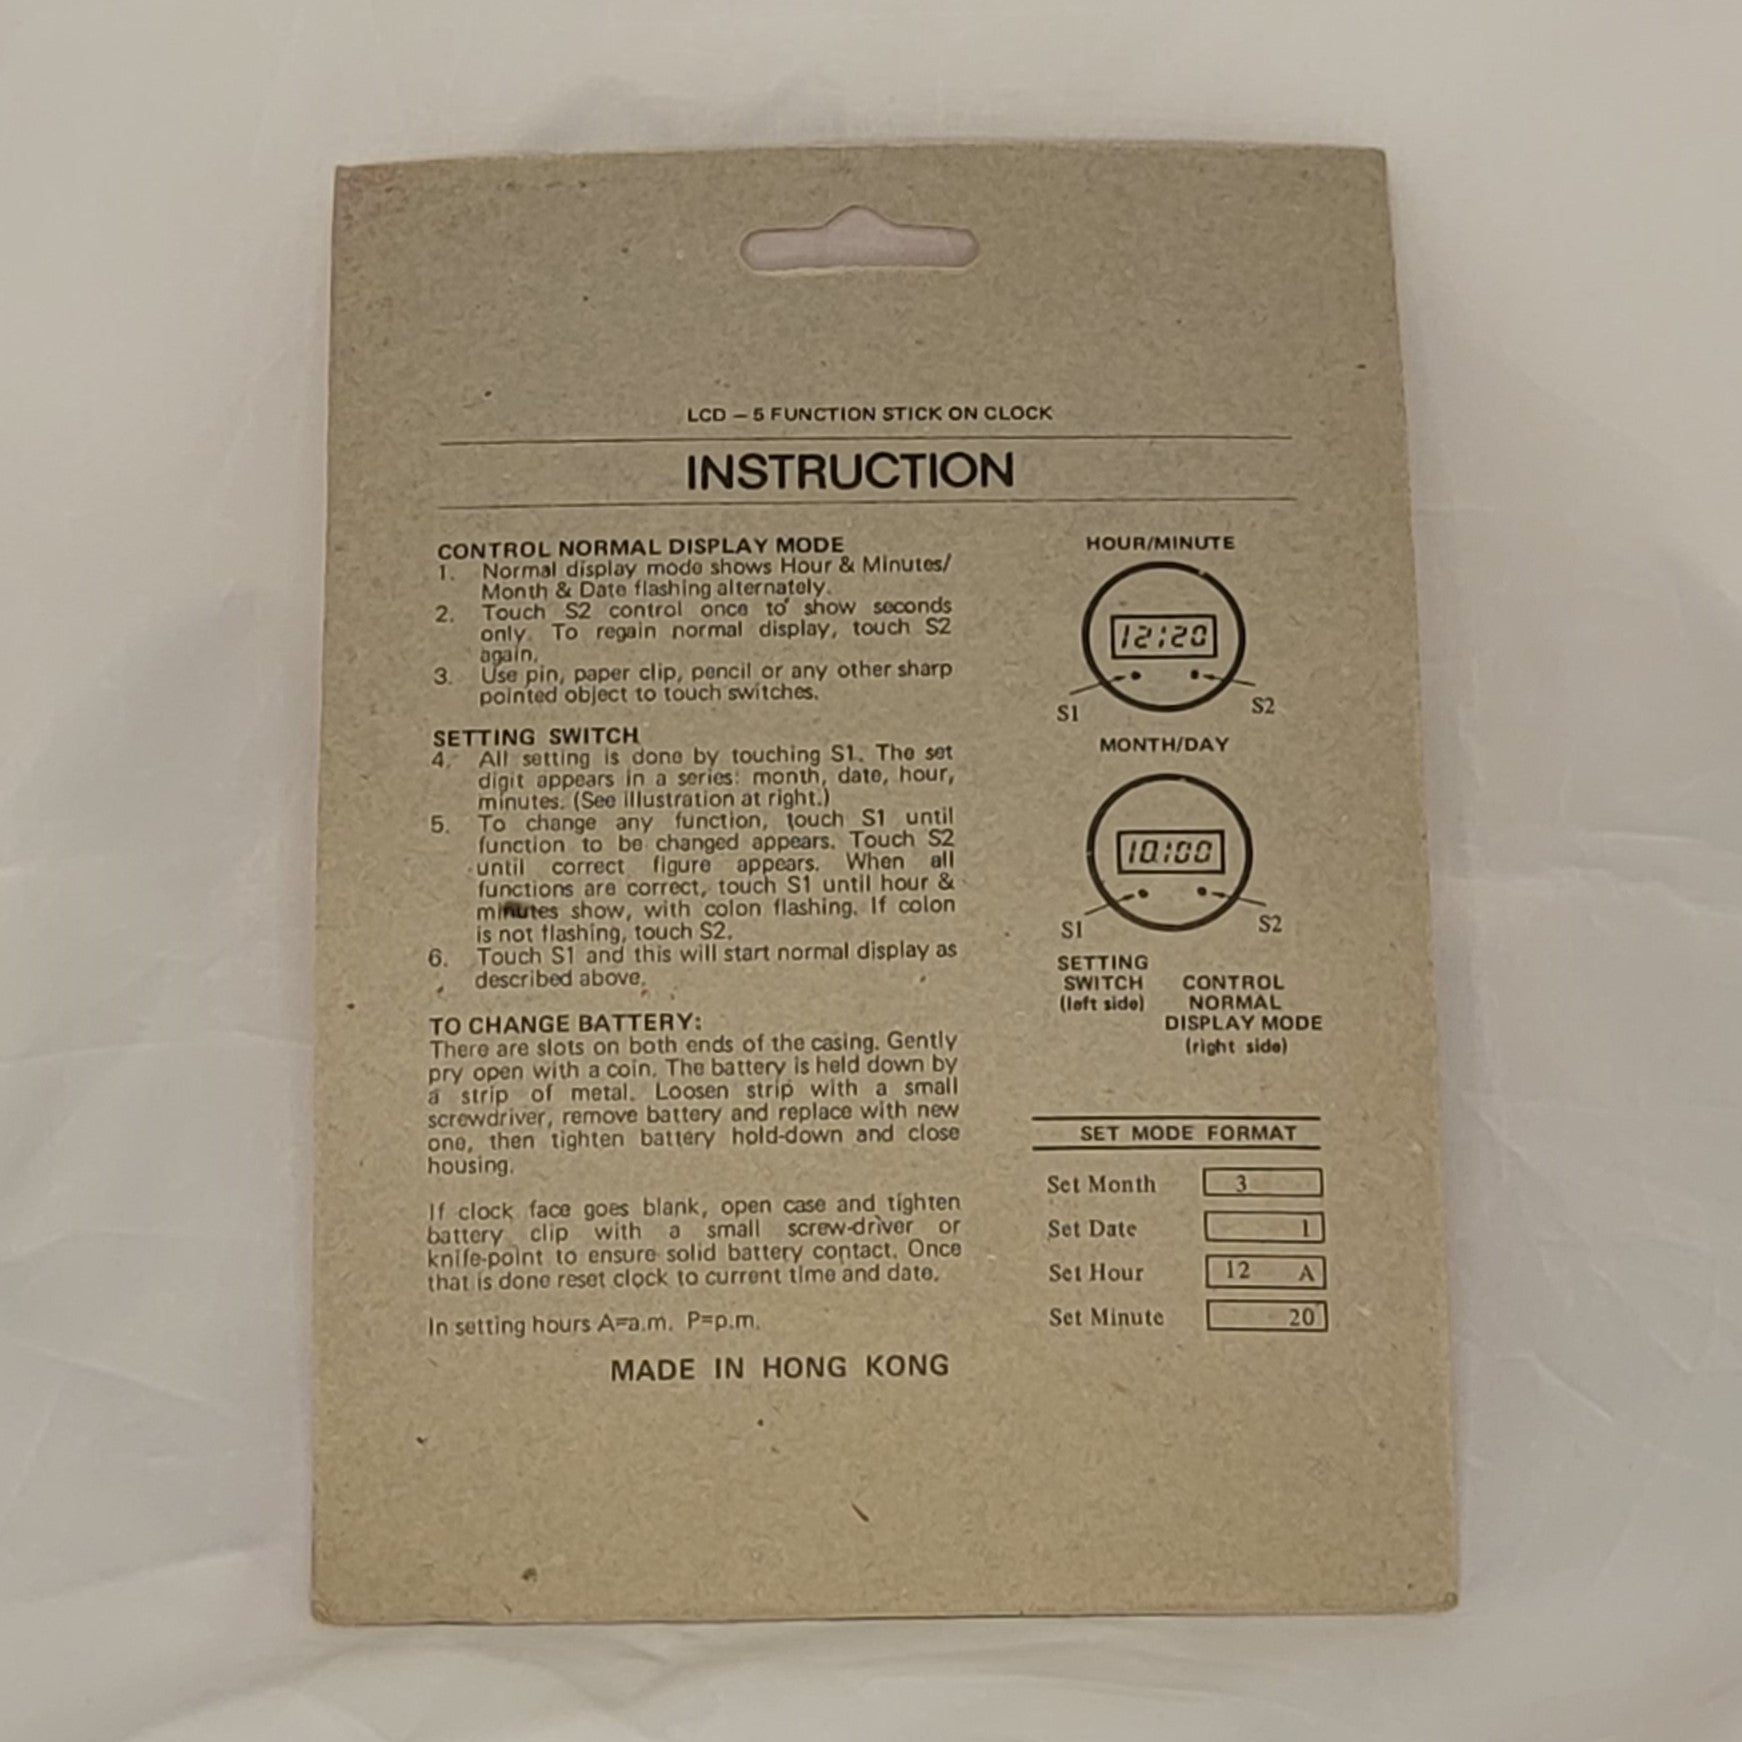 LCD – 5 FUNCTION STICK ON CLOCK
INSTRUCTION
CONTROL NORMAL DISPLAY MODE
1. Normal display mode shows Hour & Minutes/
Month & Date flashing alternately.
2. Touch S2 control once to show seconds
only. To regain normal display, touch S2
again.
3. Use pin, paper clip, pencil or any other sharp
pointed object to touch switches.
SETTING SWITCH
4. All setting is done by touching S1. The set
digit appears in a series: month, date, hour,
minutes. (See illustration at right.)
5. To change any function, touch S1 until
function to be changed appears. Touch S2
until correct figure appears. When all
functions are correct, touch S1 until hour &
minutes show, with colon flashing. If colon
is not flashing, touch S2.
6. Touch S1 and this will start normal display as
described above.
TO CHANGE BATTERY:
There are slots on both ends of the casing. Gently
pry open with a coin. The battery is held down by
a strip of metal. Loosen strip with a small
screwdriver, remove battery and replace with new
one, then tighten battery hold-down and close
housing.
If clock face goes blank, open case and tighten
battery clip with a small screw-driver or
knife-point to ensure solid battery contact. Once
that is done reset clock to current time and date.
In setting hours A=a.m. P=p.m.
MADE IN HONG KONG
HOUR/MINUTE
12:20
S1 S2
MONTH/DAY
10:00
S1 S2
SETTING
SWITCH
(left side)
CONTROL
NORMAL
DISPLAY MODE
(right side)
SET MODE FORMAT
Set Month 3
Set Date 1
Set Hour 12 A
Set Minute 20